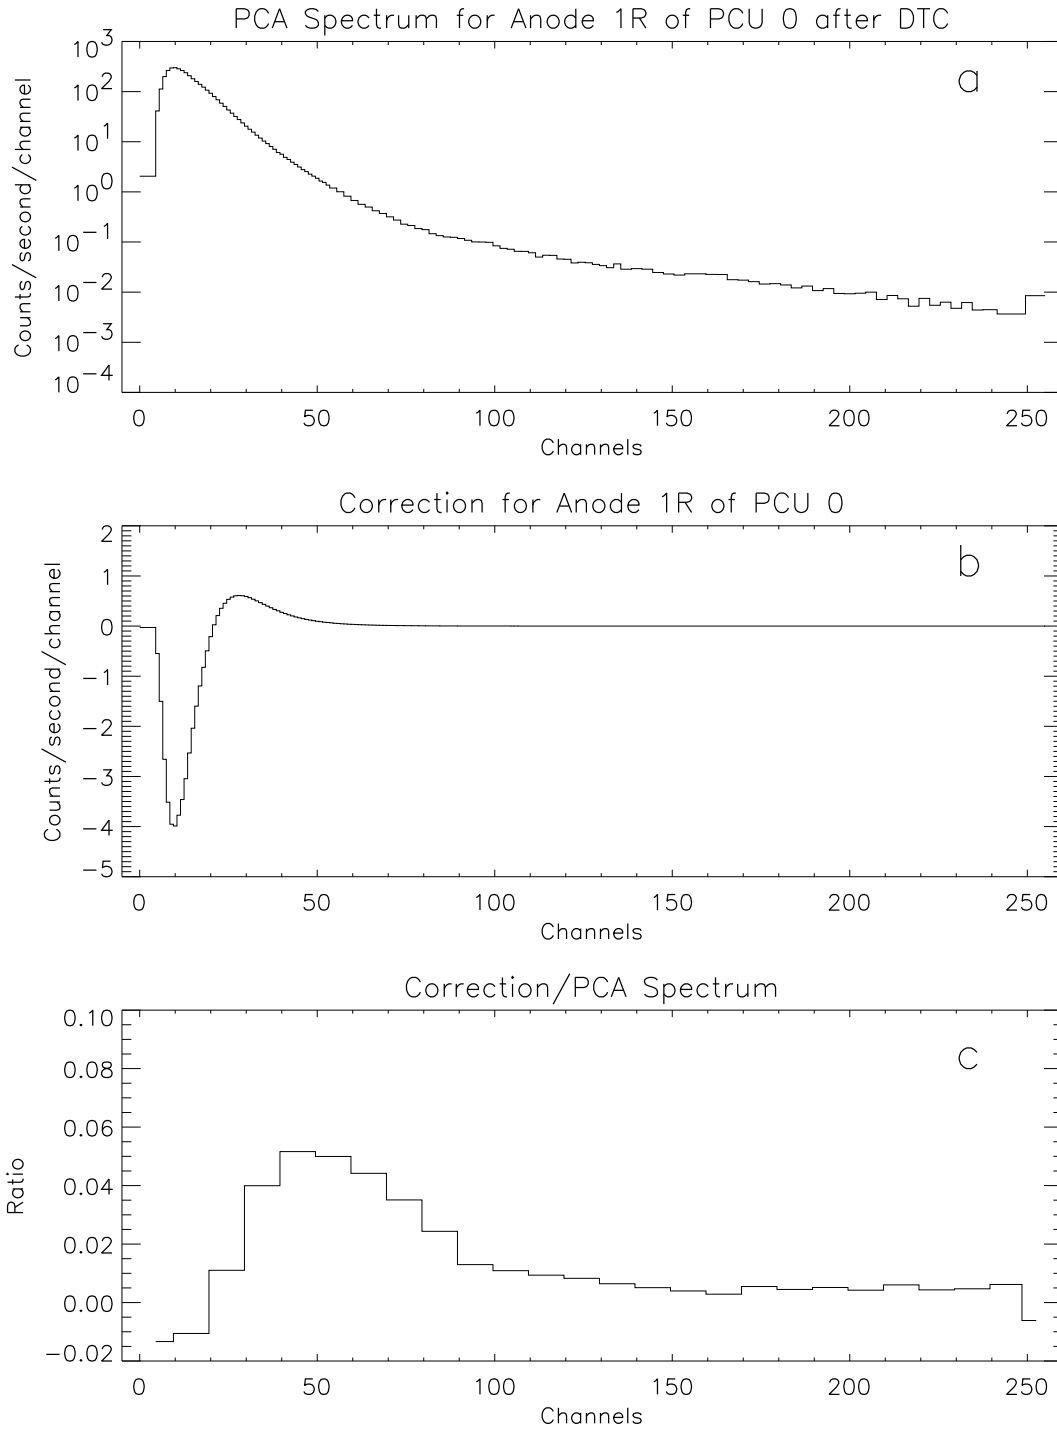 PCA Spectrum for Anode 1R of PCU 0 after DTC
a
10^3
10^2
10^1
10^0
10^-1
10^-2
10^-3
10^-4
Counts/second/channel
0 50 100 150 200 250
Channels
Correction for Anode 1R of PCU 0
b
2
1
0
-1
-2
-3
-4
-5
Counts/second/channel
0 50 100 150 200 250
Channels
Correction/PCA Spectrum
c
0.10
0.08
0.06
0.04
0.02
0.00
-0.02
Ratio
0 50 100 150 200 250
Channels